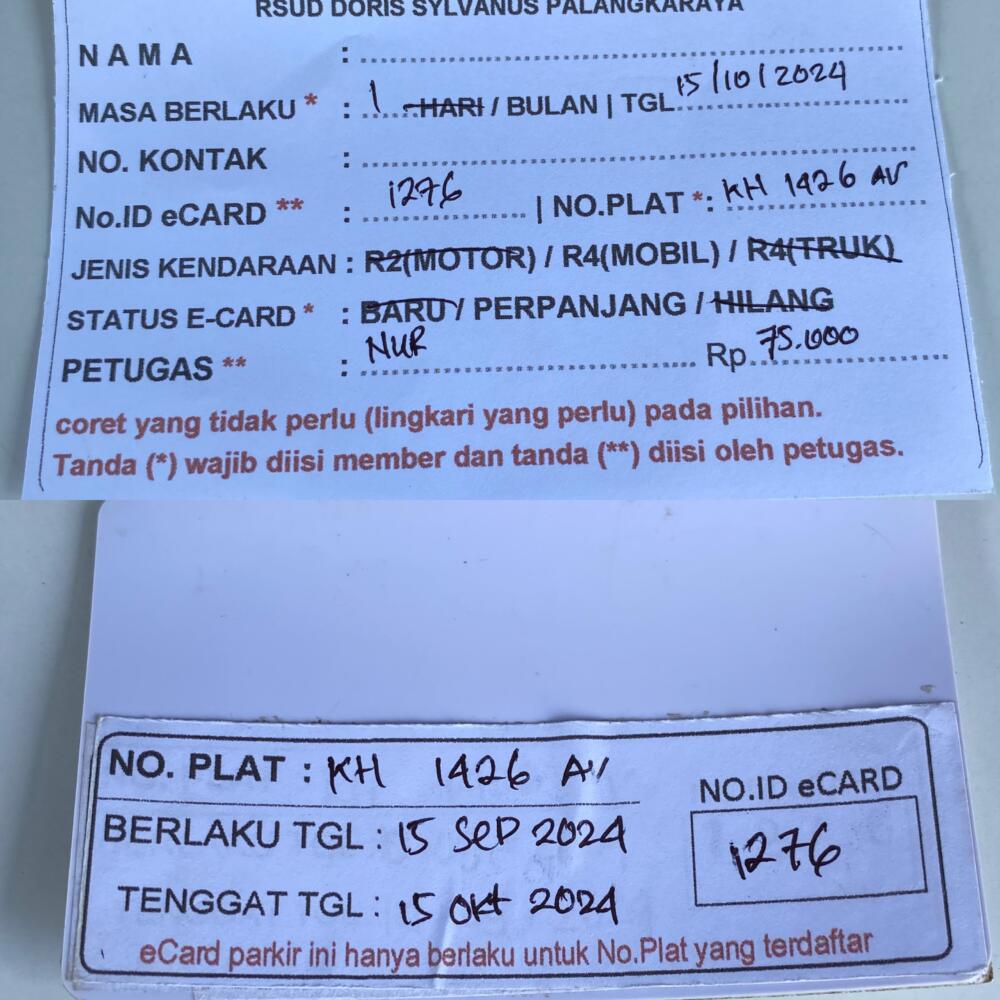 RSUD DORIS SYLVANUS PALANGKARAYA
NAMA :
MASA BERLAKU * : 1 HARI / BULAN | TGL 15/10/2024
NO. KONTAK :
No.ID eCARD ** : 1276 | NO.PLAT *: KH 1426 AV
JENIS KENDARAAN : R2(MOTOR) / R4(MOBIL) / R4(TRUK)
STATUS E-CARD * : BARU / PERPANJANG / HILANG
PETUGAS ** : NUR Rp. 75.000
coret yang tidak perlu (lingkari yang perlu) pada pilihan.
Tanda (*) wajib diisi member dan tanda (**) diisi oleh petugas.
NO. PLAT : KH 1426 AV
NO.ID eCARD
BERLAKU TGL : 15 SEP 2024
1276
TENGGAT TGL : 15 OKt 2024
eCard parkir ini hanya berlaku untuk No.Plat yang terdaftar